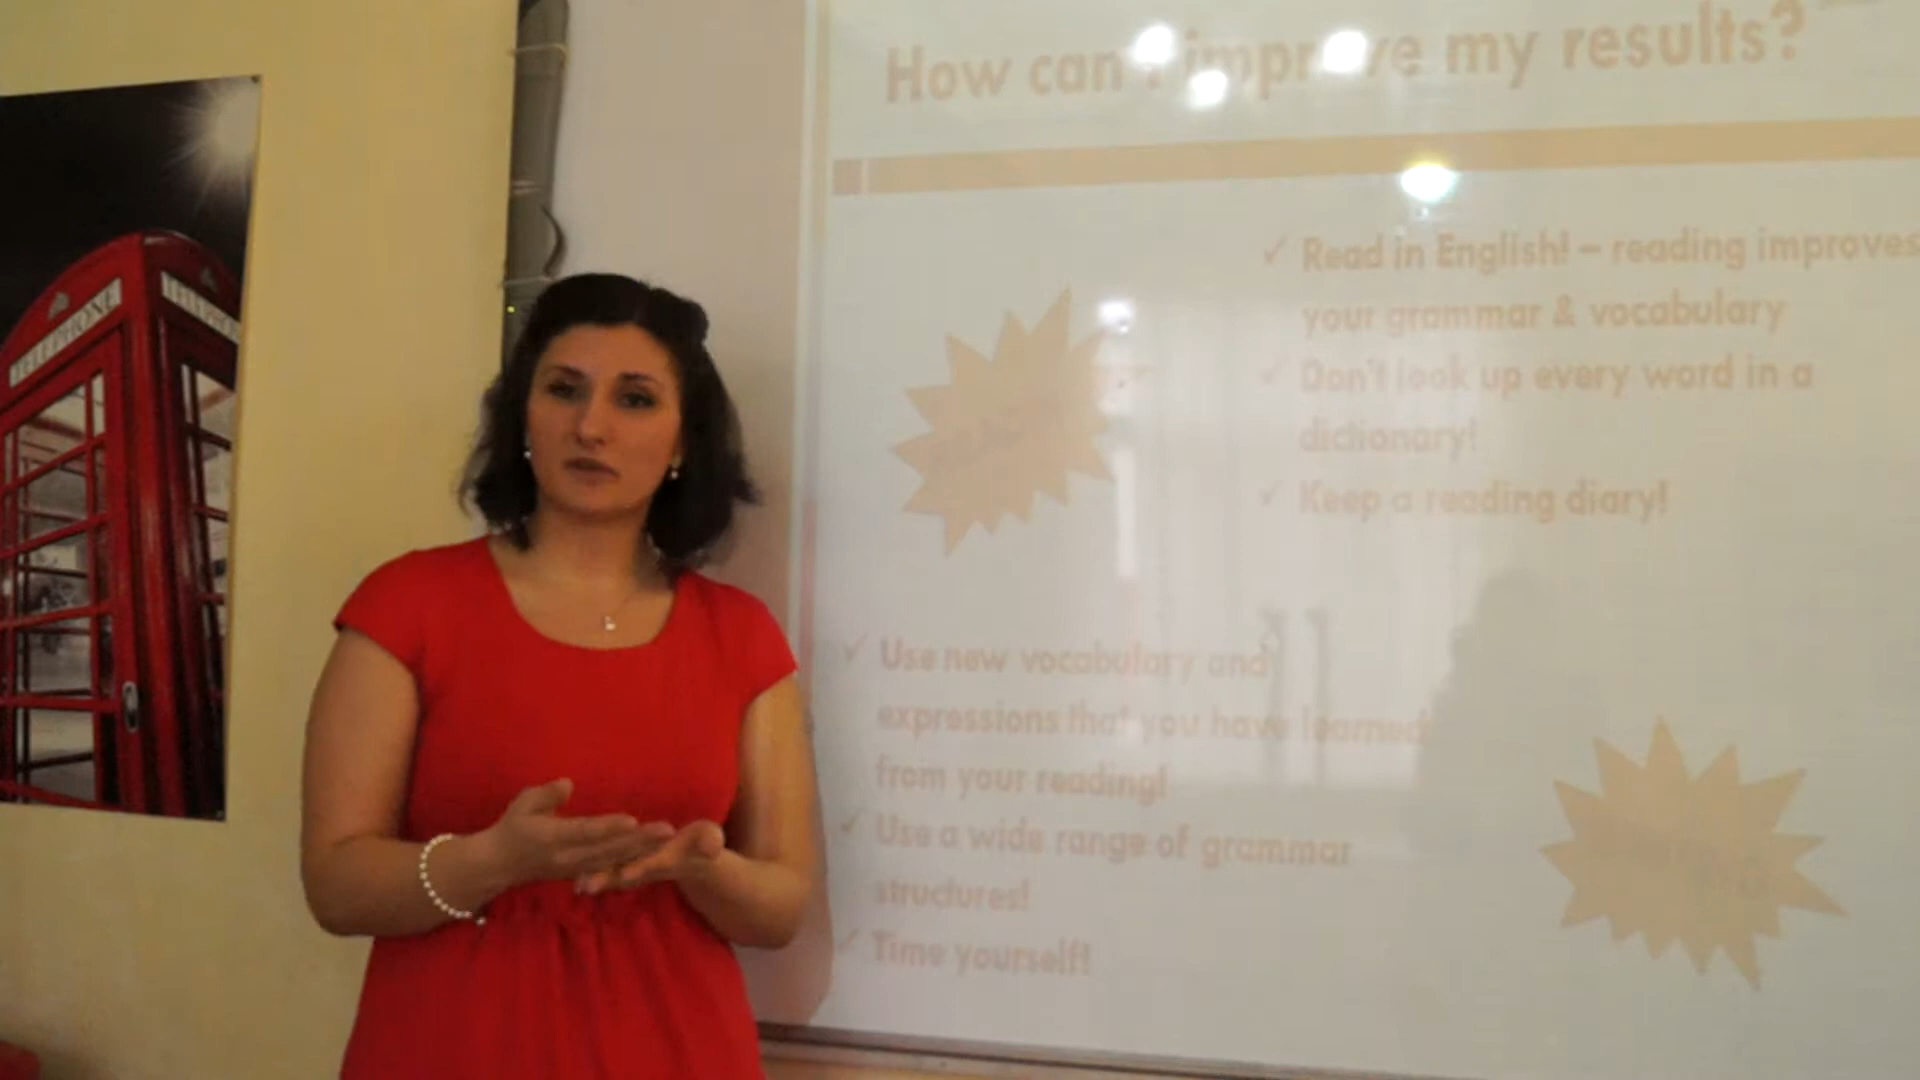 How can I improve my results?
TELEPHONE
✓ Read in English! – reading improves
your grammar & vocabulary
✓ Don't look up every word in a
dictionary!
✓ Keep a reading diary!
✓ Use new vocabulary and
expressions that you have learned
from your reading!
✓ Use a wide range of grammar
structures!
✓ Time yourself!